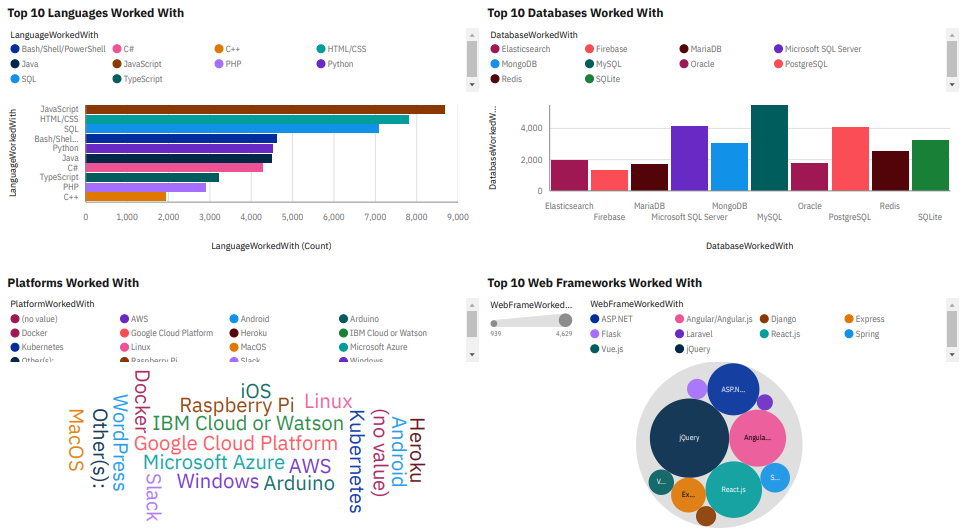 Top 10 Languages Worked With
LanguageWorkedWith
Bash/Shell/PowerShell C# C++ HTML/CSS
Java JavaScript PHP Python
SQL TypeScript
LanguageWorkedWith
JavaScript
HTML/CSS
SQL
Bash/Shel...
Python
Java
C#
TypeScript
PHP
C++
0 1,000 2,000 3,000 4,000 5,000 6,000 7,000 8,000 9,000
LanguageWorkedWith (Count)
Top 10 Databases Worked With
DatabaseWorkedWith
Elasticsearch Firebase MariaDB Microsoft SQL Server
MongoDB MySQL Oracle PostgreSQL
Redis SQLite
DatabaseWorkedW...
4,000
2,000
0
Elasticsearch MariaDB MongoDB Oracle Redis
Firebase Microsoft SQL Server MySQL PostgreSQL SQLite
DatabaseWorkedWith
Platforms Worked With
PlatformWorkedWith
(no value) AWS Android Arduino
Docker Google Cloud Platform Heroku IBM Cloud or Watson
Kubernetes Linux MacOS Microsoft Azure
Other(s): Raspberry Pi Slack Windows
MacOS
Other(s):
WordPress
Docker
Slack
iOS
Raspberry Pi Linux
IBM Cloud or Watson
Google Cloud Platform
Microsoft Azure AWS
Windows Arduino
Kubernetes
(no value)
Android
Heroku
Top 10 Web Frameworks Worked With
WebFrameWorked...
939 4,629
WebFrameWorkedWith
ASP.NET Angular/Angular.js Django Express
Flask Laravel React.js Spring
Vue.js jQuery
ASP.N...
jQuery
Angula...
V...
Ex...
React.js
S...